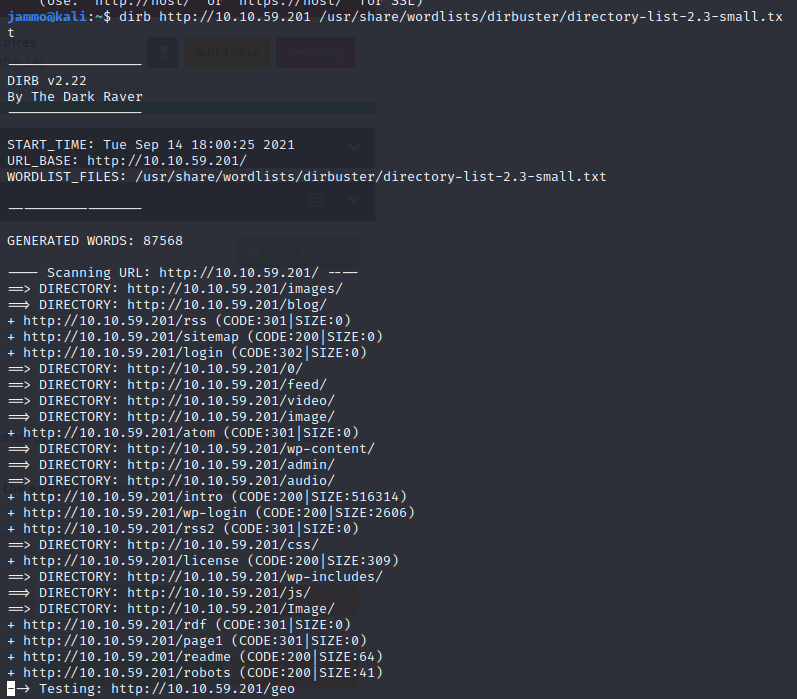 (Use: "http://host/" or "https://host/" for SSL)
jammo@kali:~$ dirb http://10.10.59.201 /usr/share/wordlists/dirbuster/directory-list-2.3-small.tx
t
pires
?
Add 1 hour
Terminate
-----------------
DIRB v2.22
By The Dark Raver
-----------------
START_TIME: Tue Sep 14 18:00:25 2021
URL_BASE: http://10.10.59.201/
WORDLIST_FILES: /usr/share/wordlists/dirbuster/directory-list-2.3-small.txt
-----------------
GENERATED WORDS: 87568
---- Scanning URL: http://10.10.59.201/ ----
==> DIRECTORY: http://10.10.59.201/images/
==> DIRECTORY: http://10.10.59.201/blog/
+ http://10.10.59.201/rss (CODE:301|SIZE:0)
+ http://10.10.59.201/sitemap (CODE:200|SIZE:0)
+ http://10.10.59.201/login (CODE:302|SIZE:0)
==> DIRECTORY: http://10.10.59.201/0/
==> DIRECTORY: http://10.10.59.201/feed/
==> DIRECTORY: http://10.10.59.201/video/
==> DIRECTORY: http://10.10.59.201/image/
+ http://10.10.59.201/atom (CODE:301|SIZE:0)
==> DIRECTORY: http://10.10.59.201/wp-content/
==> DIRECTORY: http://10.10.59.201/admin/
==> DIRECTORY: http://10.10.59.201/audio/
+ http://10.10.59.201/intro (CODE:200|SIZE:516314)
+ http://10.10.59.201/wp-login (CODE:200|SIZE:2606)
+ http://10.10.59.201/rss2 (CODE:301|SIZE:0)
==> DIRECTORY: http://10.10.59.201/css/
+ http://10.10.59.201/license (CODE:200|SIZE:309)
==> DIRECTORY: http://10.10.59.201/wp-includes/
==> DIRECTORY: http://10.10.59.201/js/
==> DIRECTORY: http://10.10.59.201/Image/
+ http://10.10.59.201/rdf (CODE:301|SIZE:0)
+ http://10.10.59.201/page1 (CODE:301|SIZE:0)
+ http://10.10.59.201/readme (CODE:200|SIZE:64)
+ http://10.10.59.201/robots (CODE:200|SIZE:41)
--> Testing: http://10.10.59.201/geo